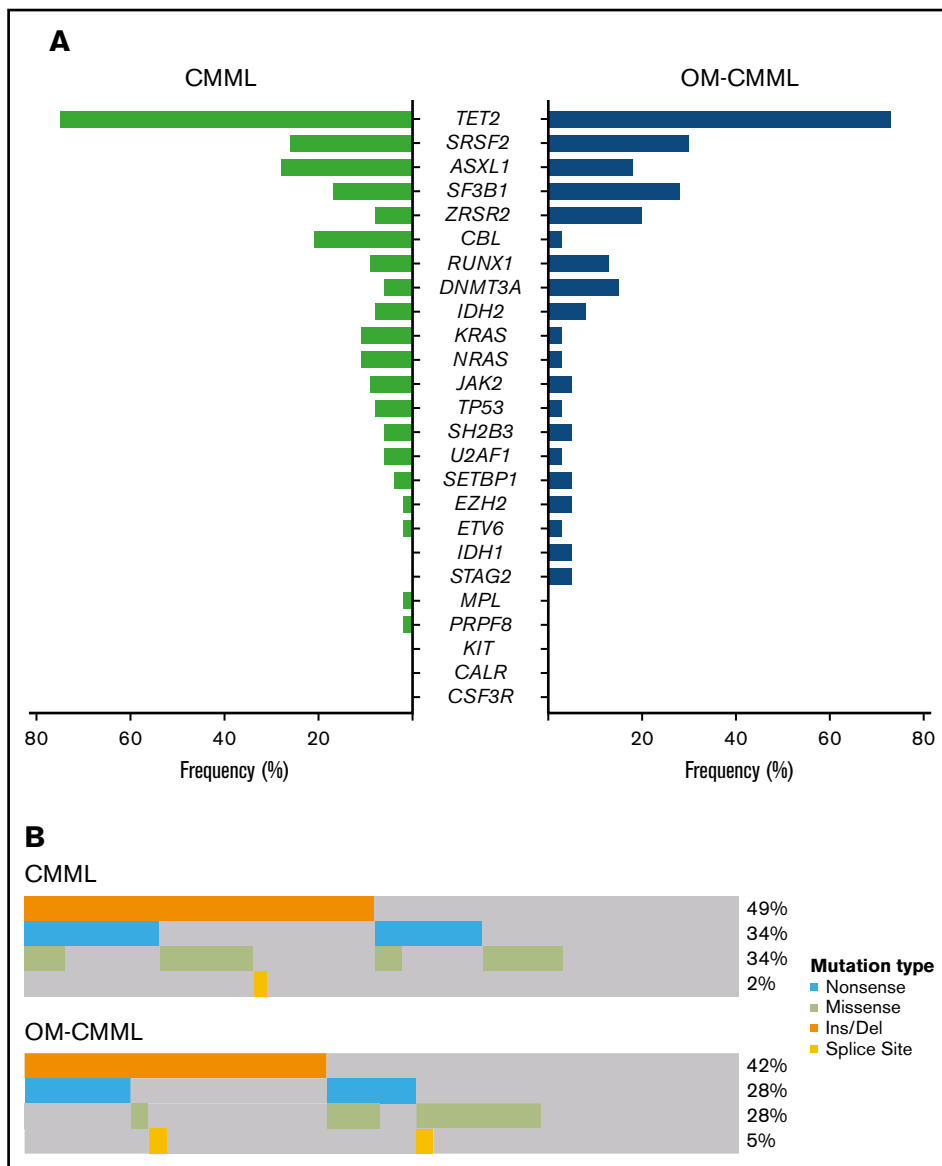 A
CMML
OM-CMML
TET2
SRSF2
ASXL1
SF3B1
ZRSR2
CBL
RUNX1
DNMT3A
IDH2
KRAS
NRAS
JAK2
TP53
SH2B3
U2AF1
SETBP1
EZH2
ETV6
IDH1
STAG2
MPL
PRPF8
KIT
CALR
CSF3R
80 60 40 20
20 40 60 80
Frequency (%)
Frequency (%)
B
CMML
49%
34%
34%
2%
Mutation type
Nonsense
Missense
Ins/Del
Splice Site
OM-CMML
42%
28%
28%
5%